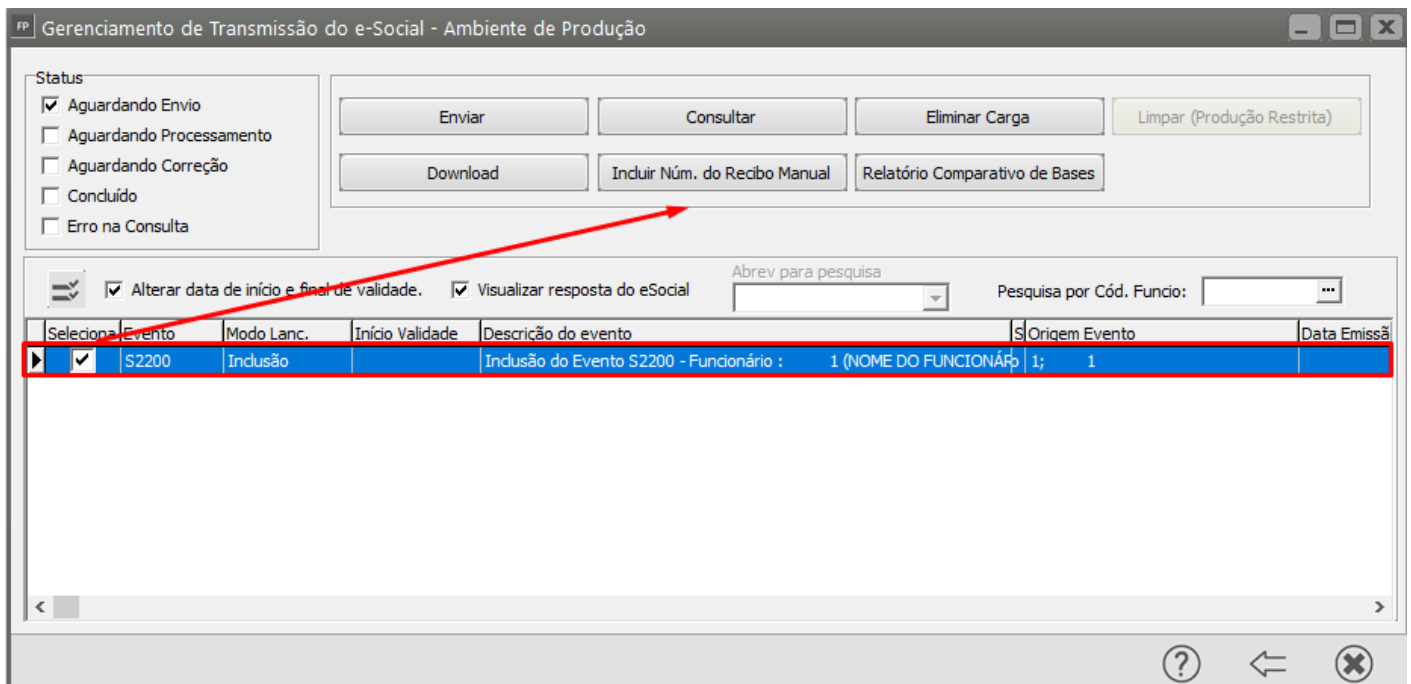 FP Gerenciamento de Transmissão do e-Social - Ambiente de Produção
Status
Aguardando Envio
Aguardando Processamento
Aguardando Correção
Concluído
Erro na Consulta
Enviar Consultar Eliminar Carga Limpar (Produção Restrita)
Download Incluir Núm. do Recibo Manual Relatório Comparativo de Bases
Abrev para pesquisa
Alterar data de início e final de validade. Visualizar resposta do eSocial Pesquisa por Cód. Funcio: ...
Seleciona Evento Modo Lanc. Início Validade Descrição do evento S Origem Evento Data Emissã
S2200 Inclusão Inclusão do Evento S2200 - Funcionário : 1 (NOME DO FUNCIONÁRIO 1; 1
?